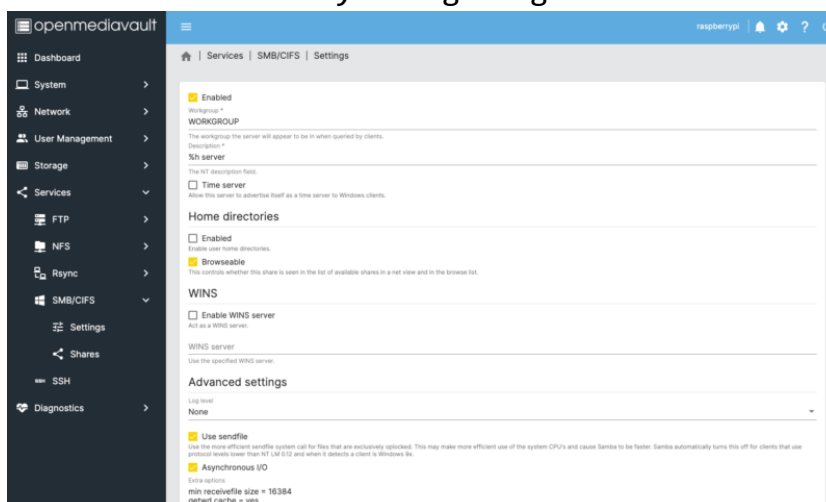 openmediavault
raspberrypi
Dashboard
System
Network
User Management
Storage
Services
FTP
NFS
Rsync
SMB/CIFS
Settings
Shares
SSH
Diagnostics
| Services | SMB/CIFS | Settings
Enabled
Workgroup *
WORKGROUP
The workgroup the server will appear to be in when queried by clients.
Description *
%h server
The NT description field.
Time server
Allow this server to advertise itself as a time server to Windows clients.
Home directories
Enabled
Enable user home directories.
Browseable
This controls whether this share is seen in the list of available shares in a net view and in the browse list.
WINS
Enable WINS server
Act as a WINS server.
WINS server
Use the specified WINS server.
Advanced settings
Log level
None
Use sendfile
Use the more efficient sendfile system call for files that are exclusively oplocked. This may make more efficient use of the system CPU's and cause Samba to be faster. Samba automatically turns this off for clients that use
protocol levels lower than NT LM 0.12 and when it detects a client is Windows 9x.
Asynchronous I/O
Extra options
min receivefile size = 16384
getwd cache = yes